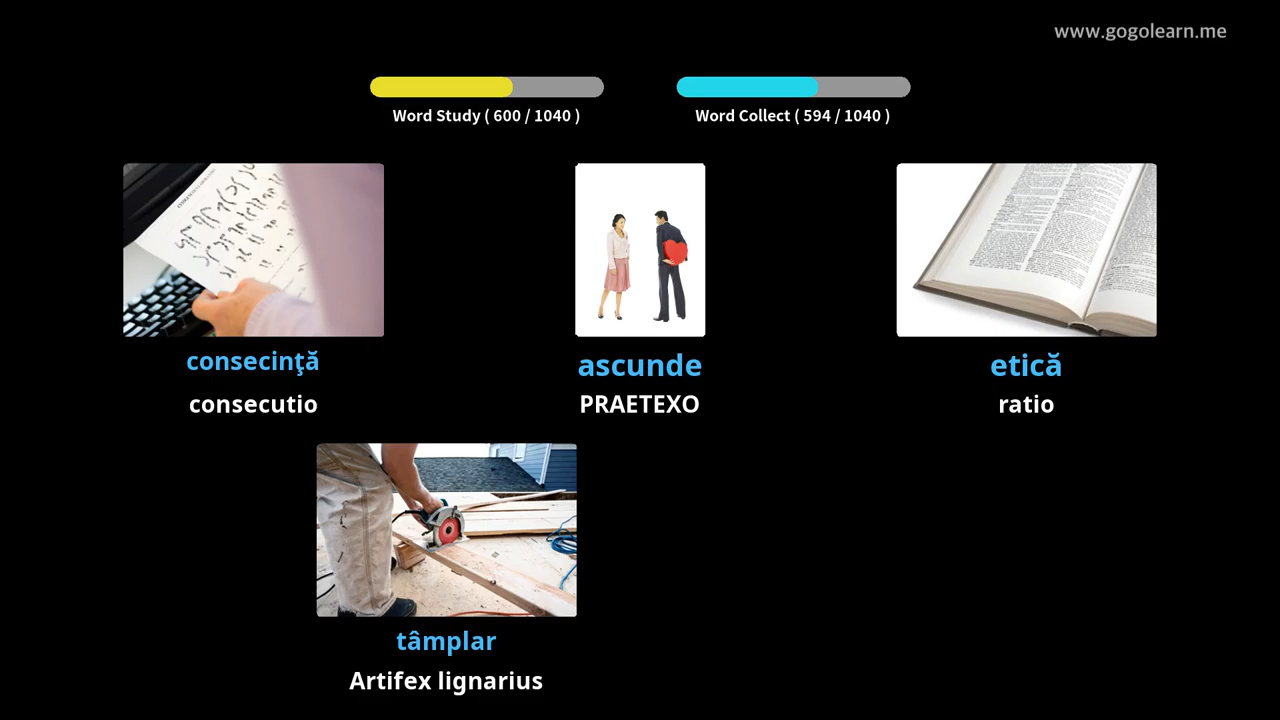 www.gogolearn.me
Word Study ( 600 / 1040 )
Word Collect ( 594 / 1040 )
consecinţă
ascunde
etică
consecutio
PRAETEXO
ratio
tâmplar
Artifex lignarius